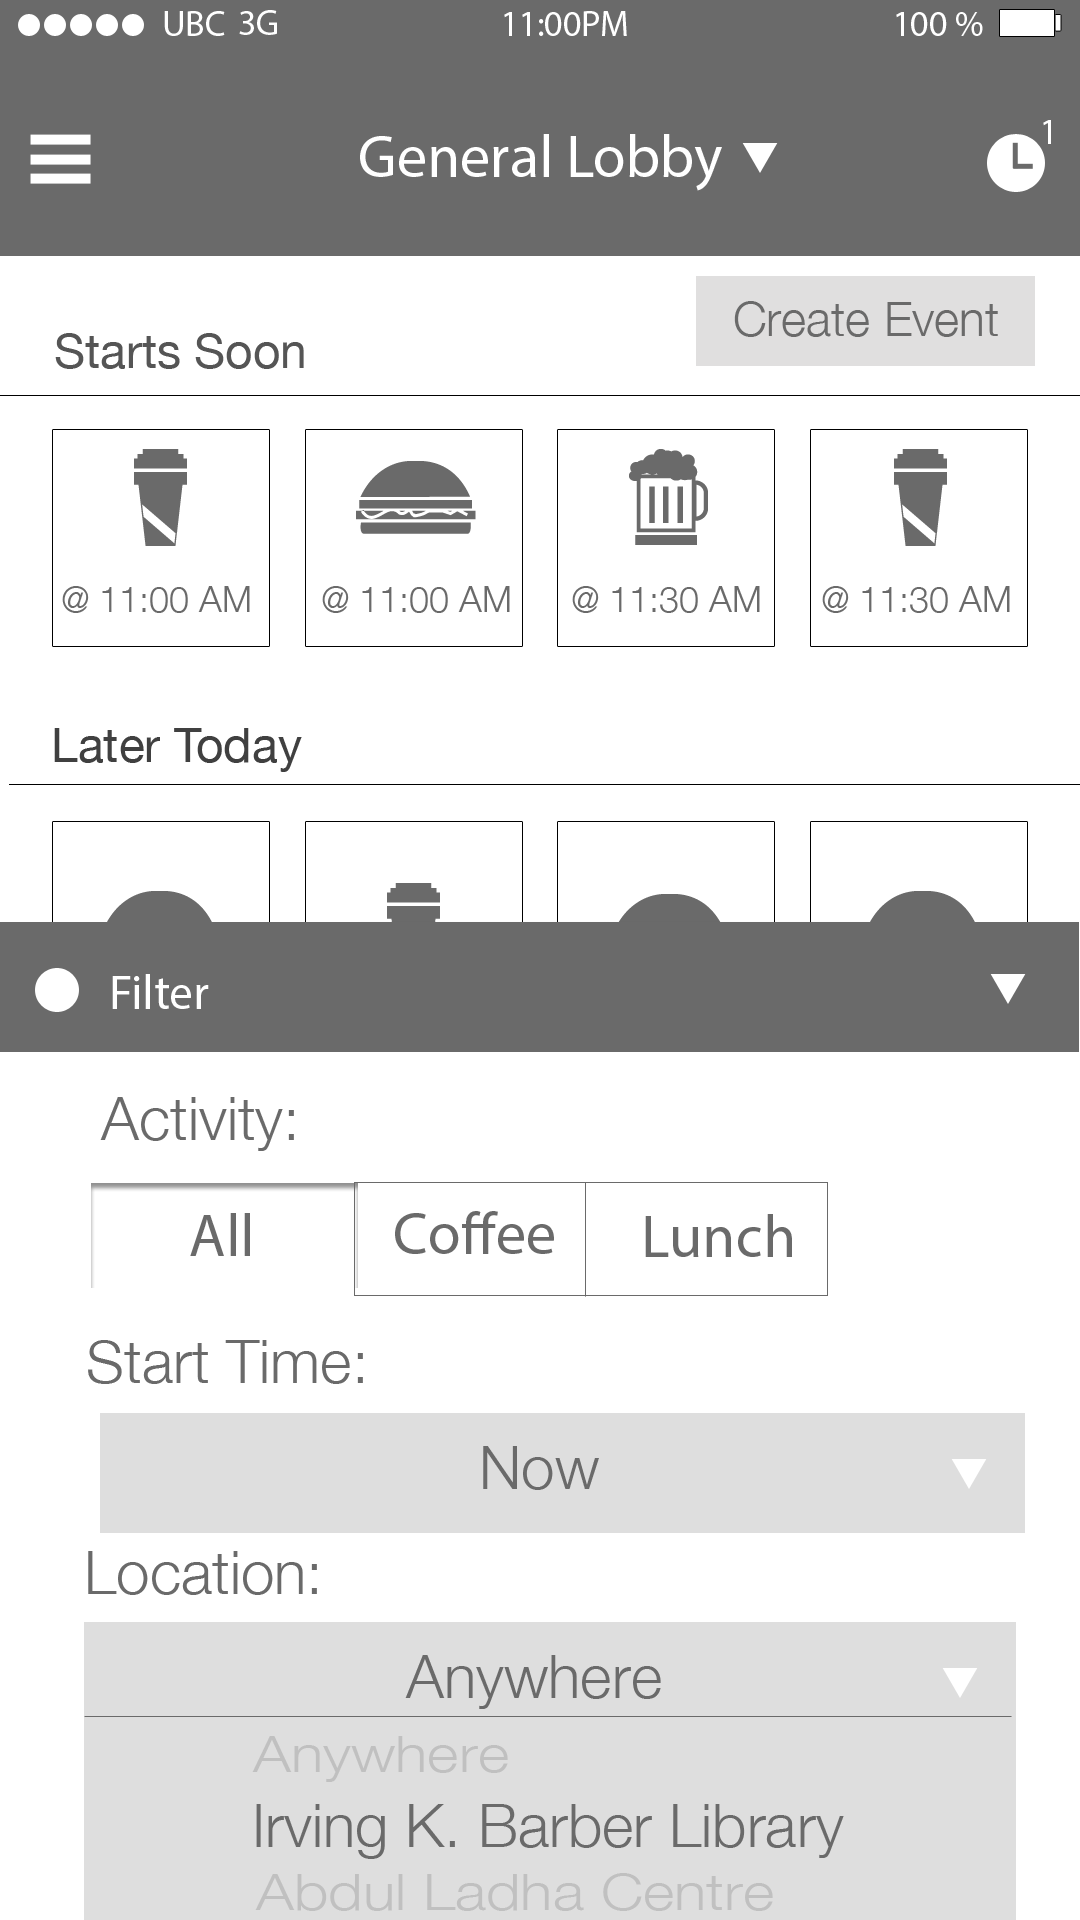 UBC 3G 11:00PM 100 %
General Lobby 1
Create Event
Starts Soon
@ 11:00 AM @ 11:00 AM @ 11:30 AM @ 11:30 AM
Later Today
Filter
Activity:
All Coffee Lunch
Start Time:
Now
Location:
Anywhere
Anywhere
Irving K. Barber Library
Abdul Ladha Centre